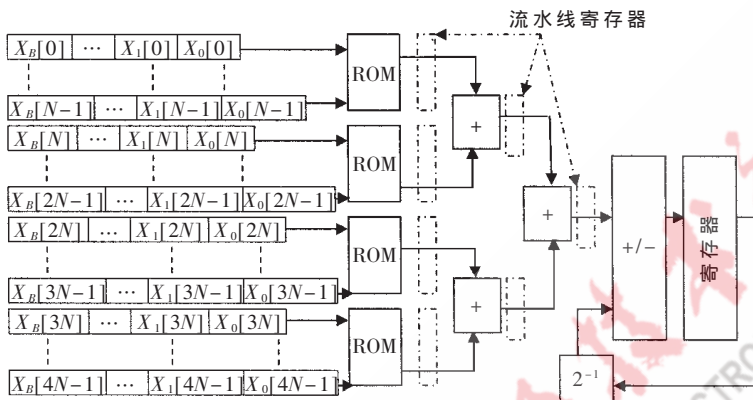 流水线寄存器
X_B[0] … X_1[0] X_0[0]
ROM
X_B[N-1] … X_1[N-1] X_0[N-1]
+
X_B[N] … X_1[N] X_0[N]
ROM
X_B[2N-1] … X_1[2N-1] X_0[2N-1]
+
+/-
寄存器
X_B[2N] … X_1[2N] X_0[2N]
ROM
X_B[3N-1] … X_1[3N-1] X_0[3N-1]
+
X_B[3N] … X_1[3N] X_0[3N]
ROM
X_B[4N-1] … X_1[4N-1] X_0[4N-1]
2^{-1}
STRO